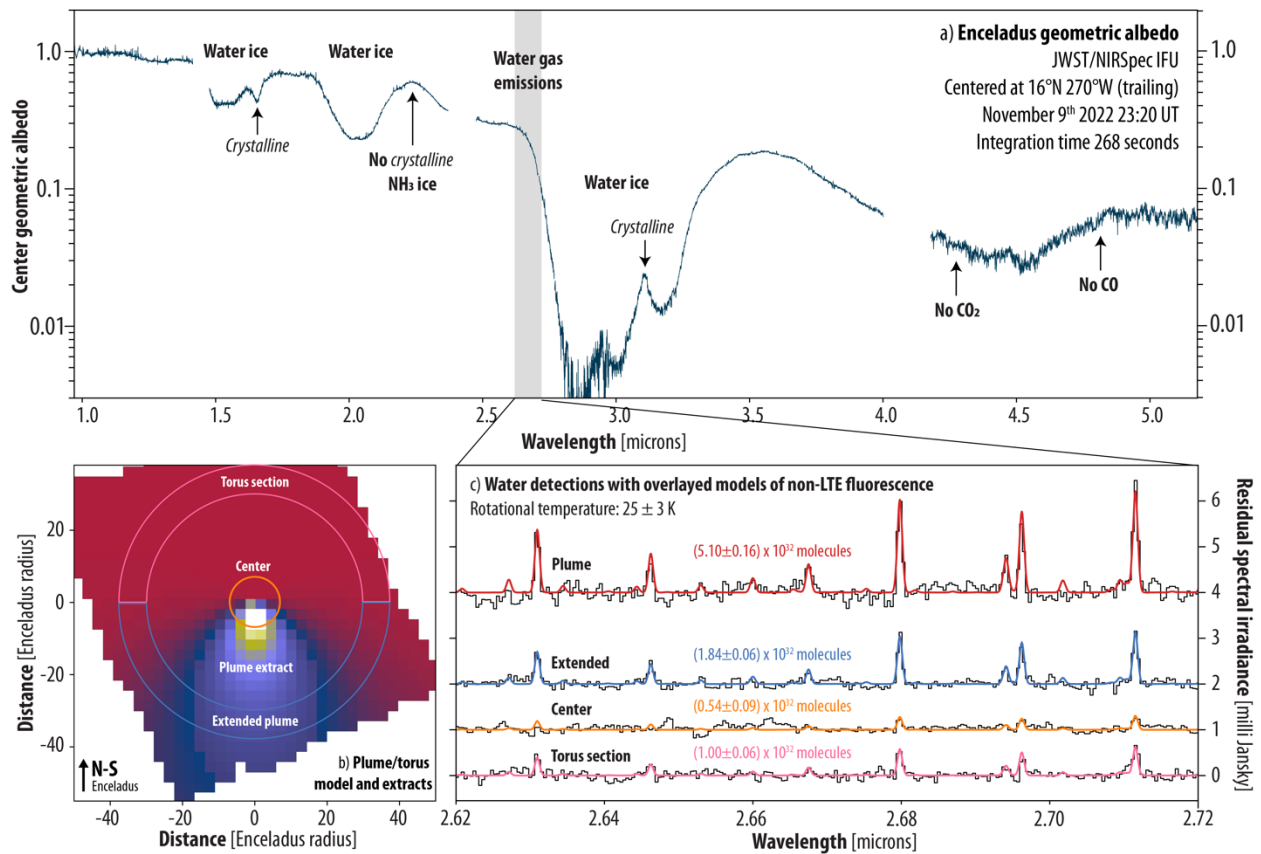 a) Enceladus geometric albedo
JWST/NIRSpec IFU
Centered at 16°N 270°W (trailing)
November 9th 2022 23:20 UT
Integration time 268 seconds
Center geometric albedo
1.0
0.1
0.01
1.0
0.1
0.01
Water ice
Crystalline
Water ice
No crystalline
NH₃ ice
Water gas
emissions
Water ice
Crystalline
No CO₂
No CO
1.0
1.5
2.0
2.5
3.0
3.5
4.0
4.5
5.0
Wavelength [microns]
Torus section
Center
Plume extract
Extended plume
N-S
Enceladus
b) Plume/torus
model and extracts
20
0
-20
-40
Distance [Enceladus radius]
-40
-20
0
20
40
Distance [Enceladus radius]
c) Water detections with overlayed models of non-LTE fluorescence
Rotational temperature: 25 ± 3 K
Plume
(5.10±0.16) x 10³² molecules
Extended
(1.84±0.06) x 10³² molecules
Center
(0.54±0.09) x 10³² molecules
Torus section
(1.00±0.06) x 10³² molecules
6
5
4
3
2
1
0
Residual spectral irradiance [milli Jansky]
2.62
2.64
2.66
2.68
2.70
2.72
Wavelength [microns]